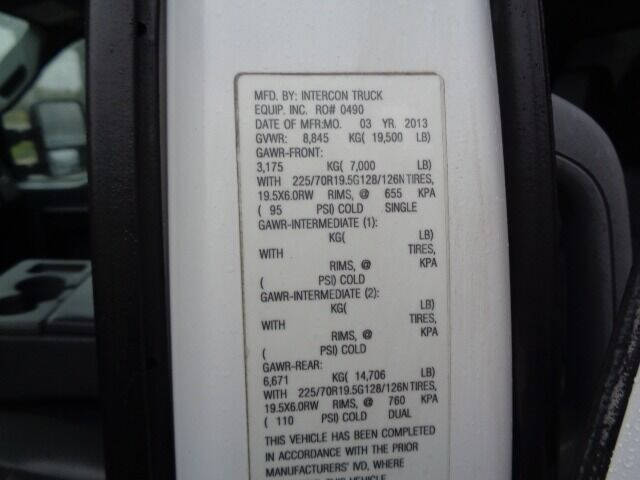 MFD. BY: INTERCON TRUCK
EQUIP. INC. RO# 0490
DATE OF MFR:MO. 03 YR. 2013
GVWR: 8,845 KG( 19,500 LB)
GAWR-FRONT:
3,175 KG( 7,000 LB)
WITH 225/70R19.5G128/126N TIRES,
19.5X6.0RW RIMS, @ 655 KPA
( 95 PSI) COLD SINGLE
GAWR-INTERMEDIATE (1):
KG( LB)
WITH TIRES,
RIMS, @ KPA
( PSI) COLD
GAWR-INTERMEDIATE (2):
KG( LB)
WITH TIRES,
RIMS, @ KPA
( PSI) COLD
GAWR-REAR:
6,671 KG( 14,706 LB)
WITH 225/70R19.5G128/126N TIRES,
19.5X6.0RW RIMS, @ 760 KPA
( 110 PSI) COLD DUAL
THIS VEHICLE HAS BEEN COMPLETED
IN ACCORDANCE WITH THE PRIOR
MANUFACTURERS' IVD, WHERE
THIS VEHICLE